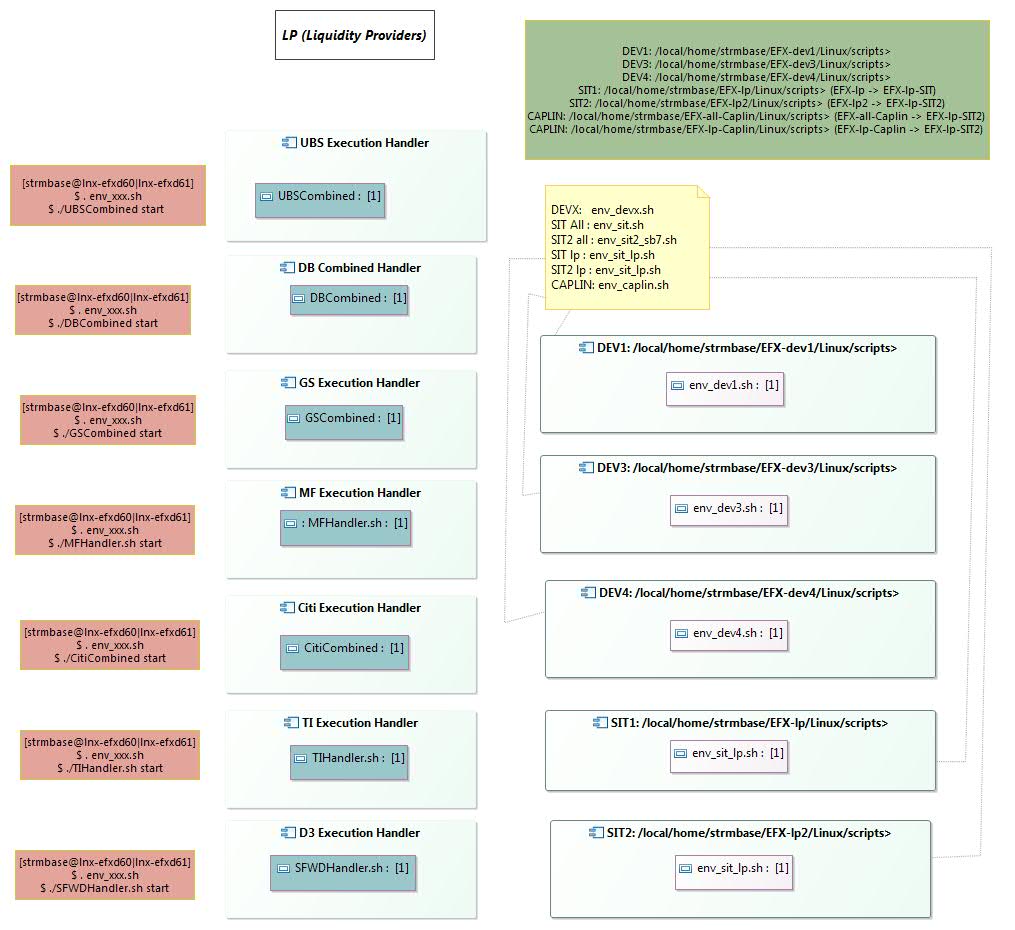 LP (Liquidity Providers)
DEV1: /local/home/strmbase/EFX-dev1/Linux/scripts>
DEV3: /local/home/strmbase/EFX-dev3/Linux/scripts>
DEV4: /local/home/strmbase/EFX-dev4/Linux/scripts>
SIT1: /local/home/strmbase/EFX-lp/Linux/scripts> (EFX-lp -> EFX-lp-SIT)
SIT2: /local/home/strmbase/EFX-lp2/Linux/scripts> (EFX-lp2 -> EFX-lp-SIT2)
CAPLIN: /local/home/strmbase/EFX-all-Caplin/Linux/scripts> (EFX-all-Caplin -> EFX-lp-SIT2)
CAPLIN: /local/home/strmbase/EFX-lp-Caplin/Linux/scripts> (EFX-lp-Caplin -> EFX-lp-SIT2)
[strmbase@lnx-efxd60|lnx-efxd61]
$ . env_xxx.sh
$ ./UBSCombined start
UBS Execution Handler
UBSCombined : [1]
DEVX: env_devx.sh
SIT All : env_sit.sh
SIT2 all : env_sit2_sb7.sh
SIT lp : env_sit_lp.sh
SIT2 lp : env_sit_lp.sh
CAPLIN: env_caplin.sh
[strmbase@lnx-efxd60|lnx-efxd61]
$ . env_xxx.sh
$ ./DBCombined start
DB Combined Handler
DBCombined : [1]
DEV1: /local/home/strmbase/EFX-dev1/Linux/scripts>
env_dev1.sh : [1]
[strmbase@lnx-efxd60|lnx-efxd61]
$ . env_xxx.sh
$ ./GSCombined start
GS Execution Handler
GSCombined : [1]
DEV3: /local/home/strmbase/EFX-dev3/Linux/scripts>
env_dev3.sh : [1]
[strmbase@lnx-efxd60|lnx-efxd61]
$ . env_xxx.sh
$ ./MFHandler.sh start
MF Execution Handler
: MFHandler.sh : [1]
DEV4: /local/home/strmbase/EFX-dev4/Linux/scripts>
env_dev4.sh : [1]
[strmbase@lnx-efxd60|lnx-efxd61]
$ . env_xxx.sh
$ ./CitiCombined start
Citi Execution Handler
CitiCombined : [1]
SIT1: /local/home/strmbase/EFX-lp/Linux/scripts>
env_sit_lp.sh : [1]
[strmbase@lnx-efxd60|lnx-efxd61]
$ . env_xxx.sh
$ ./TIHandler.sh start
TI Execution Handler
TIHandler.sh : [1]
SIT2: /local/home/strmbase/EFX-lp2/Linux/scripts>
env_sit_lp.sh : [1]
[strmbase@lnx-efxd60|lnx-efxd61]
$ . env_xxx.sh
$ ./SFWDHandler.sh start
D3 Execution Handler
SFWDHandler.sh : [1]